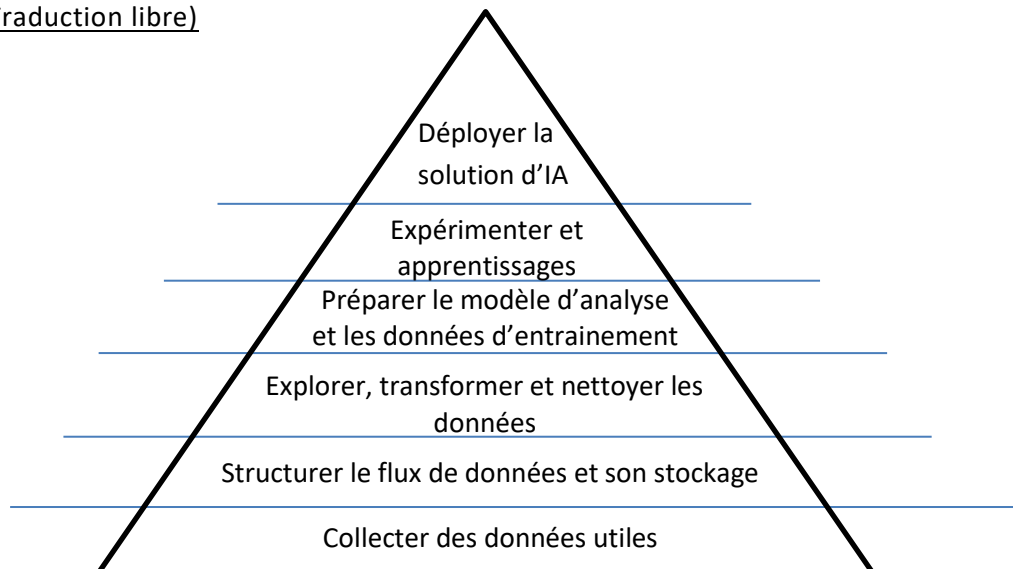 raduction libre)
Déployer la
solution d’IA
Expérimenter et
apprentissages
Préparer le modèle d’analyse
et les données d’entrainement
Explorer, transformer et nettoyer les
données
Structurer le flux de données et son stockage
Collecter des données utiles